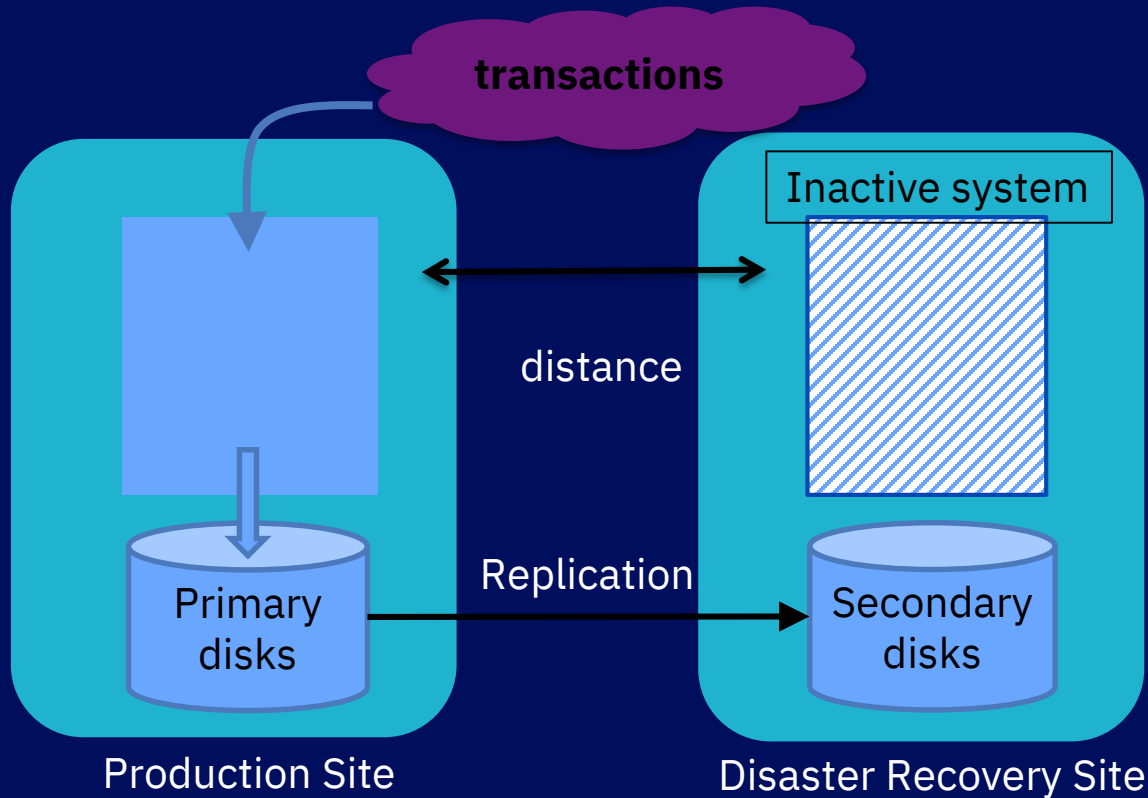 transactions
Inactive system
distance
Replication
Primary
disks
Secondary
disks
Production Site
Disaster Recovery Site